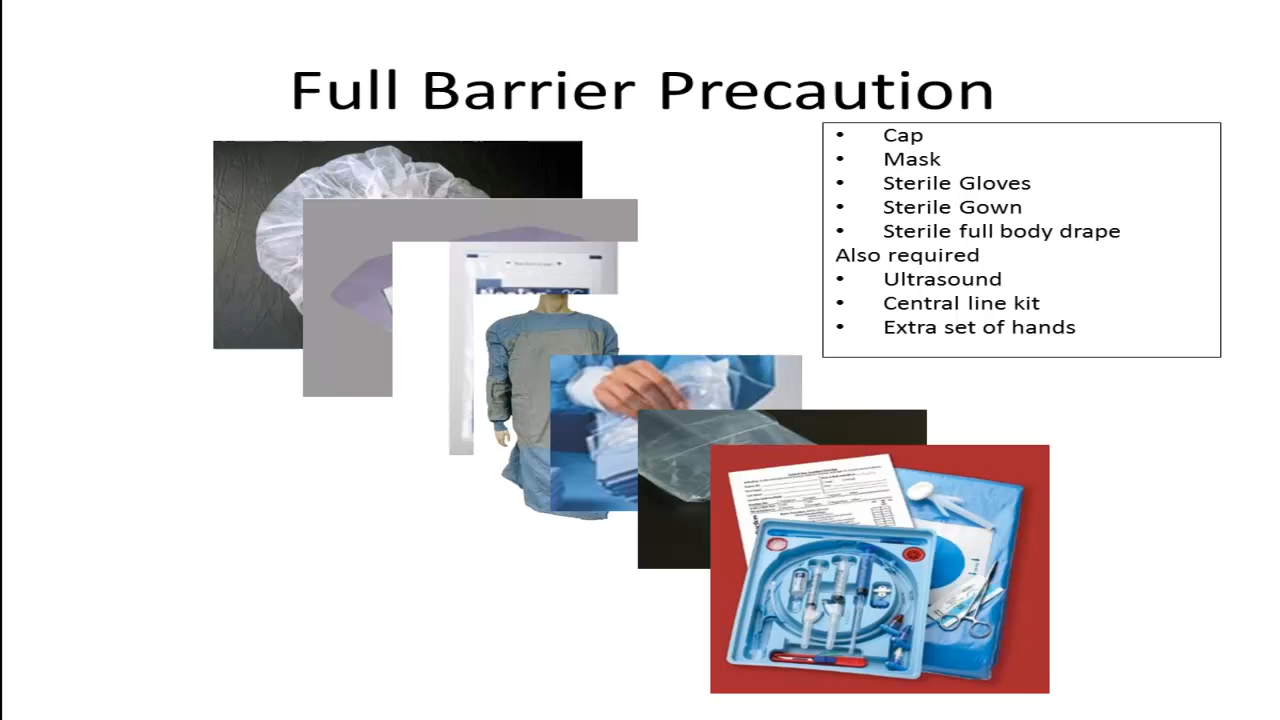 Full Barrier Precaution
• Cap
• Mask
• Sterile Gloves
• Sterile Gown
• Sterile full body drape
Also required
• Ultrasound
• Central line kit
• Extra set of hands